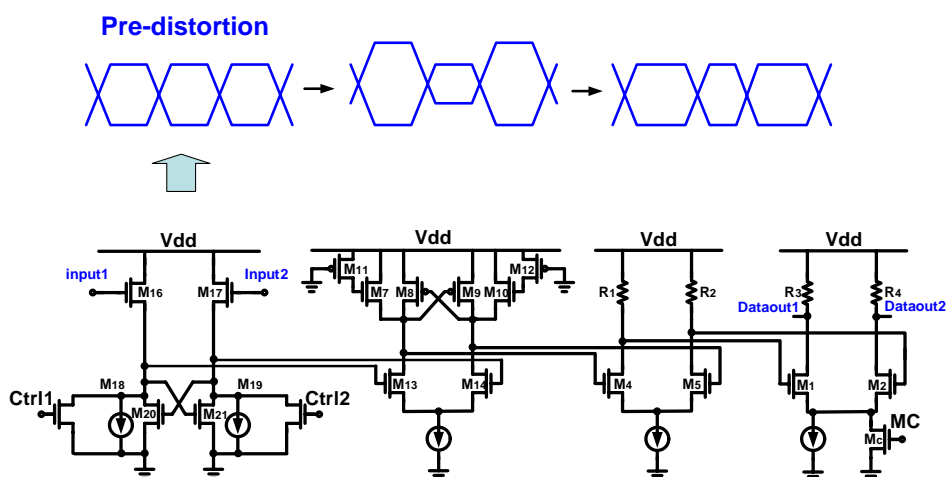 Pre-distortion
Vdd
Vdd
Vdd
Vdd
input1
Input2
M16
M17
M11
M7
M8
M9
M10
M12
R1
R2
R3
R4
Dataout1
Dataout2
M13
M14
M4
M5
M1
M2
Ctrl1
M18
M20
M21
M19
Ctrl2
Mc
MC